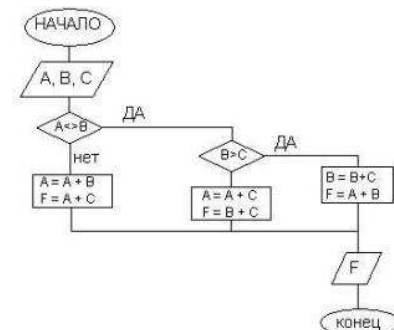 НАЧАЛО
A, B, C
A<>B
ДА
нет
B>C
ДА
A = A + B
F = A + C
A = A + C
F = B + C
B = B+C
F = A + B
F
конец